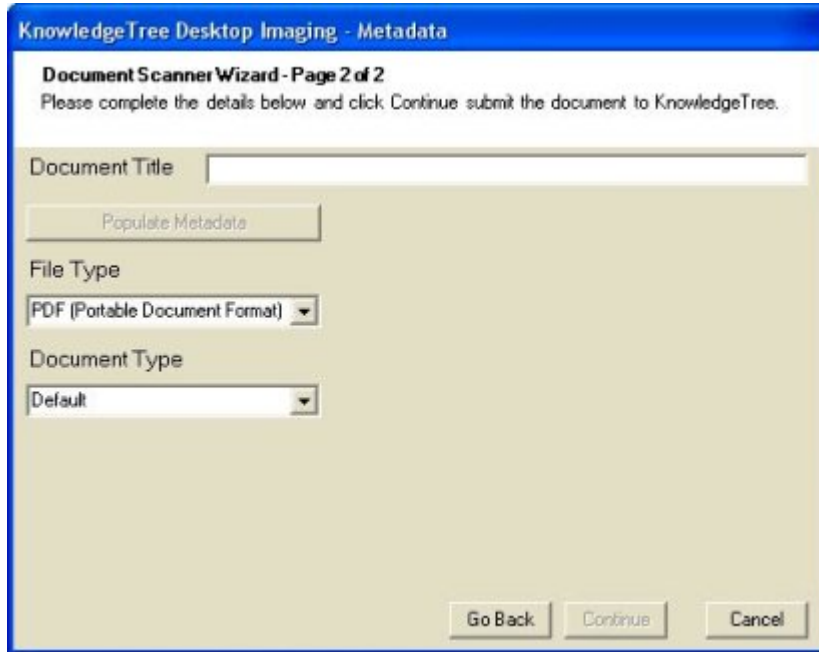 KnowledgeTree Desktop Imaging - Metadata
Document Scanner Wizard - Page 2 of 2
Please complete the details below and click Continue submit the document to KnowledgeTree.
Document Title
Populate Metadata
File Type
PDF (Portable Document Format)
Document Type
Default
Go Back Continue Cancel